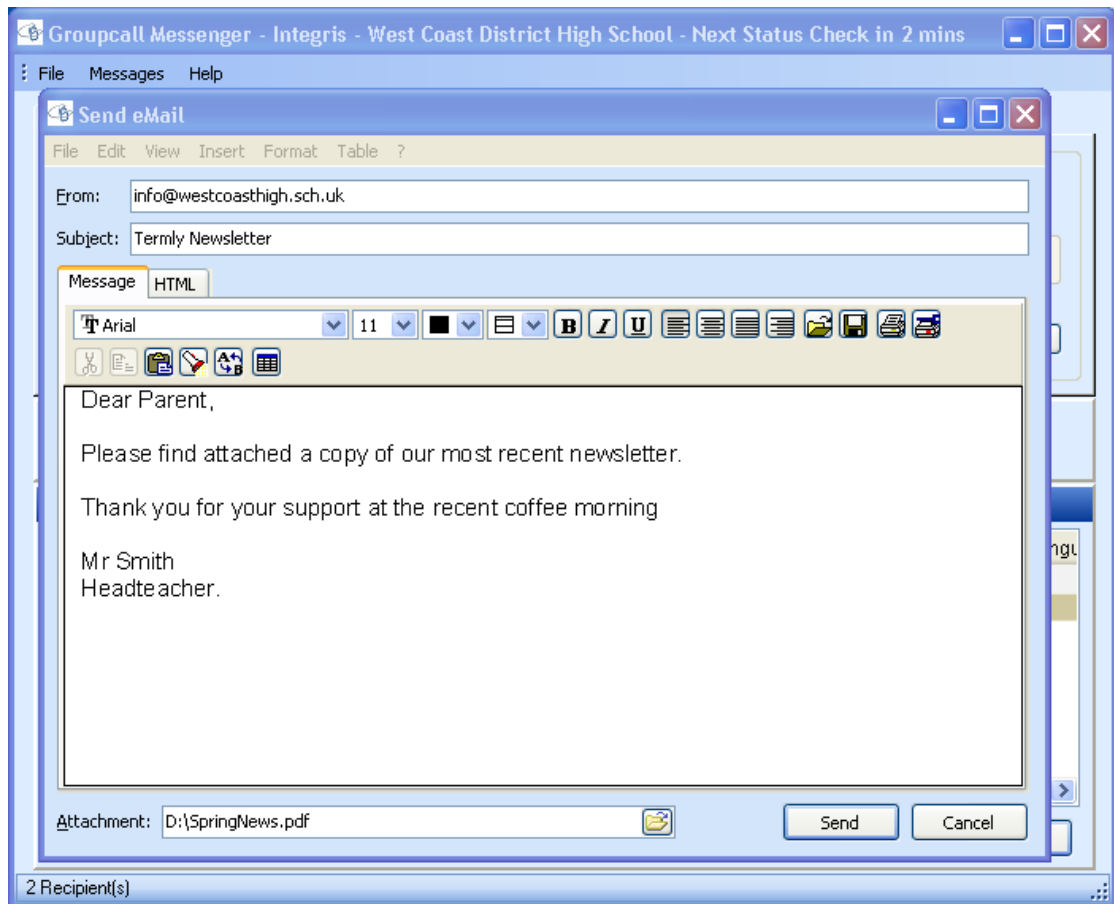 Groupcall Messenger - Integris - West Coast District High School - Next Status Check in 2 mins
File Messages Help
Send eMail
File Edit View Insert Format Table ?
From: info@westcoasthigh.sch.uk
Subject: Termly Newsletter
Message HTML
Arial 11 B I U
Dear Parent,
Please find attached a copy of our most recent newsletter.
Thank you for your support at the recent coffee morning
Mr Smith
Headteacher.
Attachment: D:\SpringNews.pdf Send Cancel
2 Recipient(s)